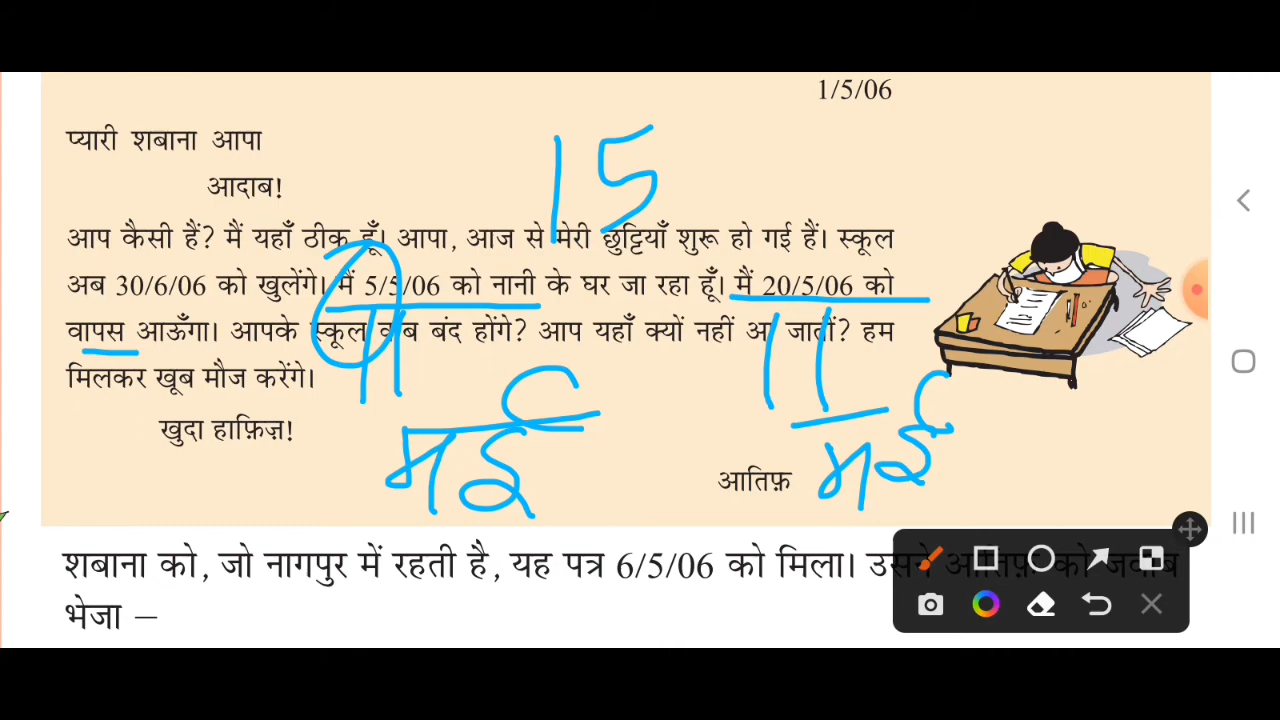 1/5/06
प्यारी शबाना आपा
आदाब!
15
आप कैसी हैं? मैं यहाँ ठीक हूँ। आपा, आज से मेरी छुट्टियाँ शुरू हो गई हैं। स्कूल
अब 30/6/06 को खुलेंगे। मैं 5/5/06 को नानी के घर जा रहा हूँ। मैं 20/5/06 को
वापस आऊँगा। आपके स्कूल कब बंद होंगे? आप यहाँ क्यों नहीं आ जातीं? हम
मिलकर खूब मौज करेंगे।
11
खुदा हाफ़िज़!
मई
मई
आतिफ़
शबाना को, जो नागपुर में रहती है, यह पत्र 6/5/06 को मिला। उसने आतिफ़ को जवाब
भेजा –